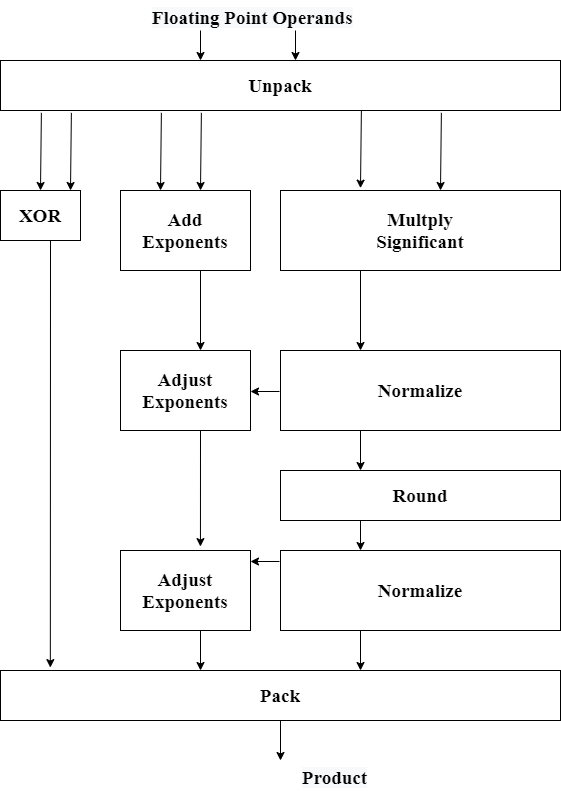 Floating Point Operands
Unpack
XOR
Add
Exponents
Multply
Significant
Adjust
Exponents
Normalize
Round
Adjust
Exponents
Normalize
Pack
Product